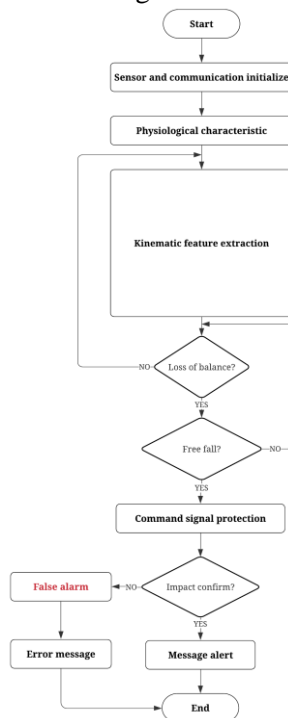 Start
Sensor and communication initialize
Physiological characteristic
Kinematic feature extraction
Loss of balance?
NO
YES
Free fall?
NO
YES
Command signal protection
Impact confirm?
NO
False alarm
YES
Error message
Message alert
End